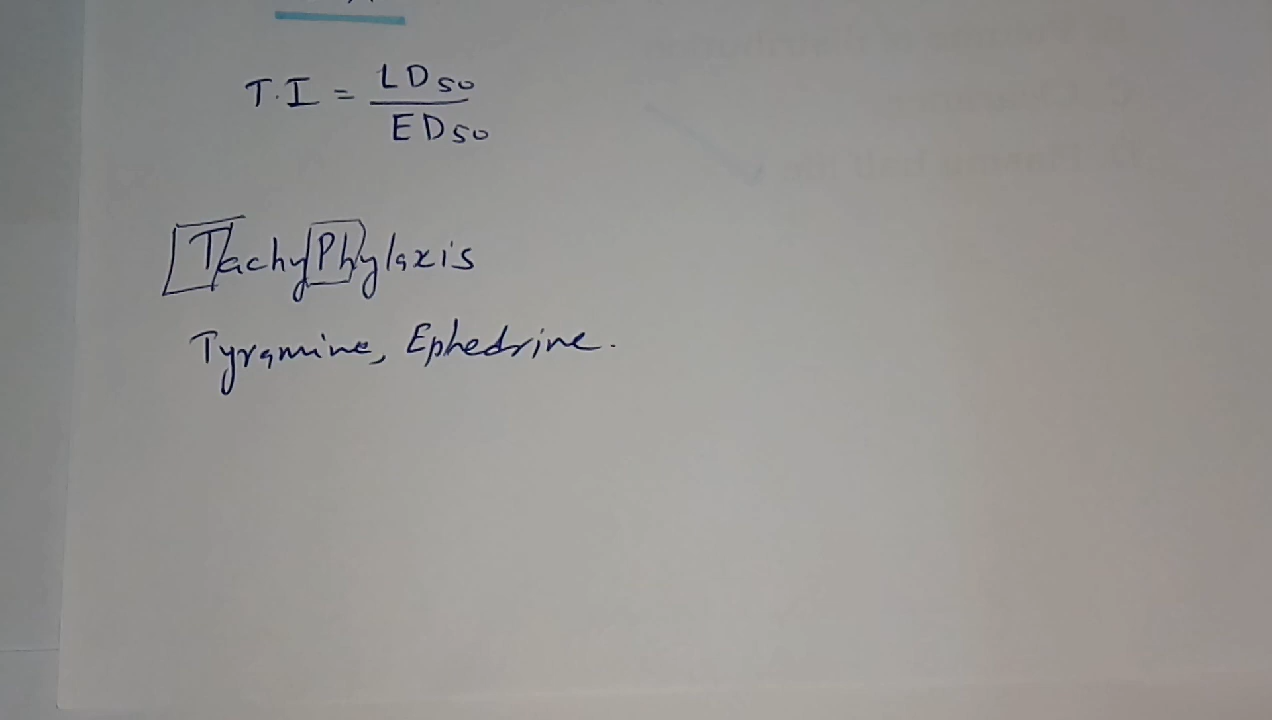 T.I = LD50
ED50
TachyPhylaxis
Tyramine, Ephedrine.